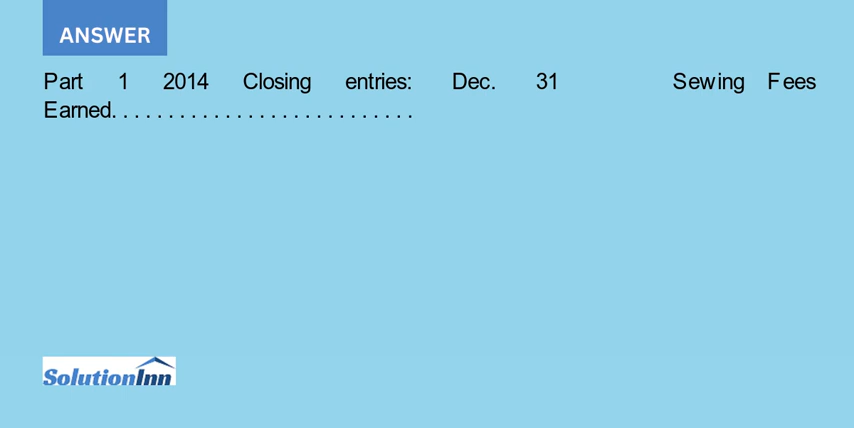 ANSWER
Part 1 2014 Closing entries: Dec. 31 Sewing Fees
Earned. . . . . . . . . . . . . . . . . . . . . . . . . . .
SolutionInn